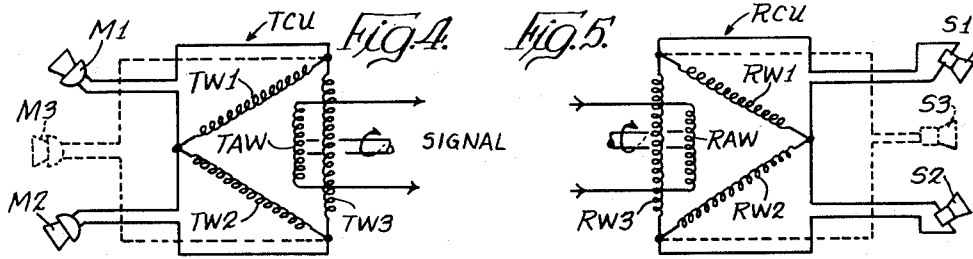 M1
TCU
Fig.4.
TW1
M3
TAW
SIGNAL
M2
TW2
TW3
Fig.5.
RCU
S1
RW1
S3
RAW
S2
RW3
RW2